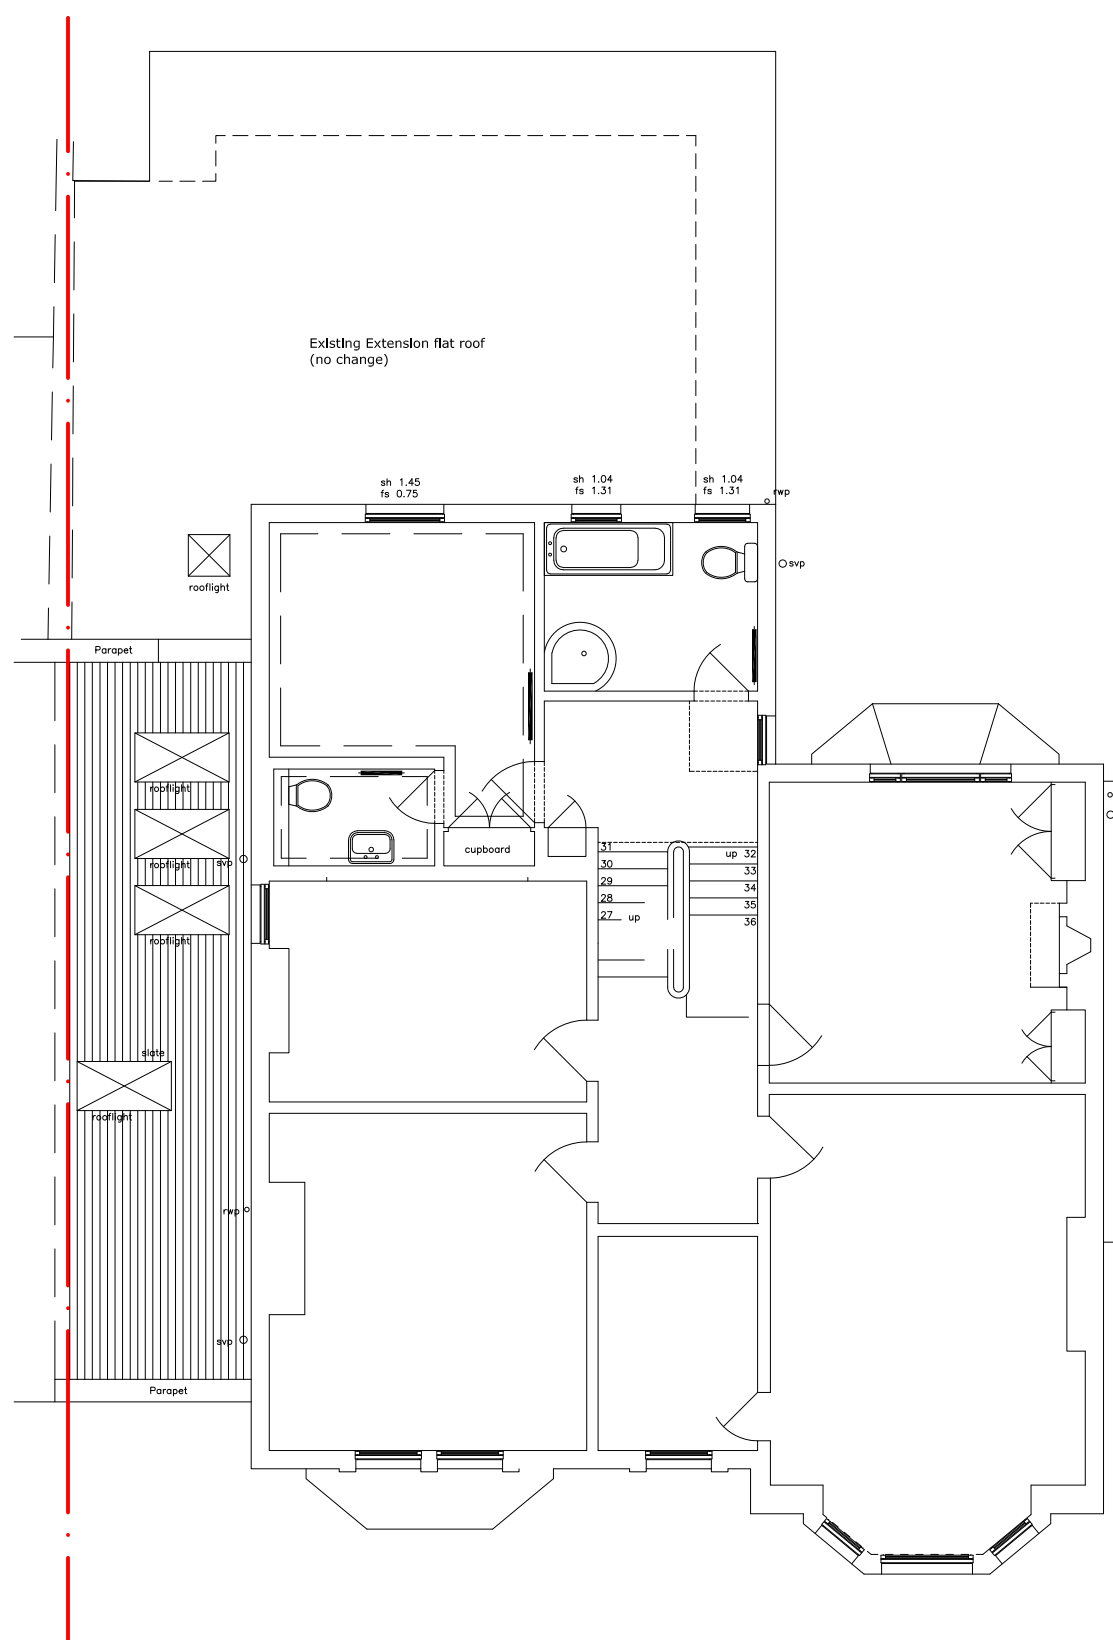 Existing Extension flat roof
(no change)
sh 1.45
fs 0.75
sh 1.04
fs 1.31
sh 1.04
fs 1.31
rwp
svp
rooflight
Parapet
rooflight
rooflight
svp
rooflight
cupboard
31
30
29
28
27 up
up 32
33
34
35
36
slate
rooflight
rwp
svp
Parapet